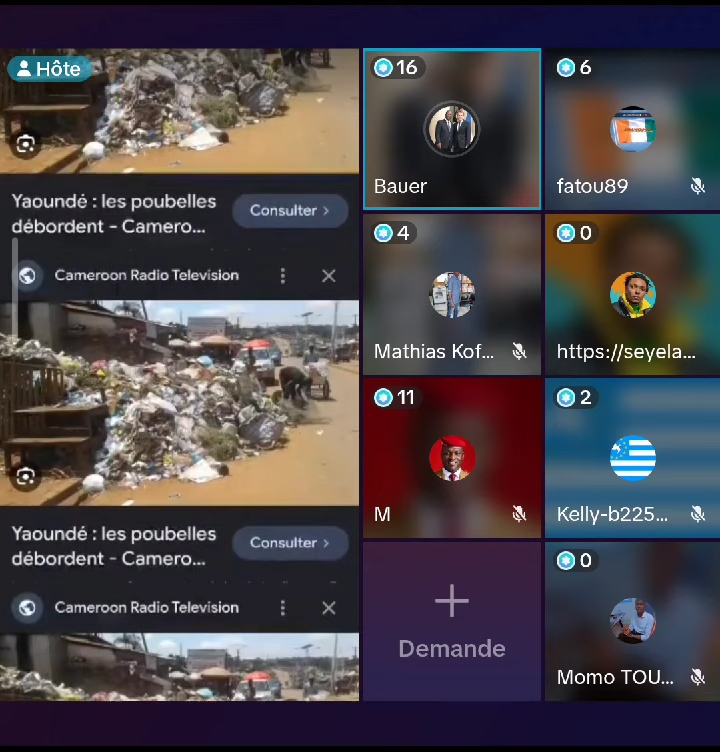 Hôte
Yaoundé : les poubelles
débordent - Camero...
Consulter >
Cameroon Radio Television
Yaoundé : les poubelles
débordent - Camero...
Consulter >
Cameroon Radio Television
16
Bauer
6
fatou89
4
Mathias Kof...
0
https://seyela...
11
M
2
Kelly-b225...
Demande
0
Momo TOU...